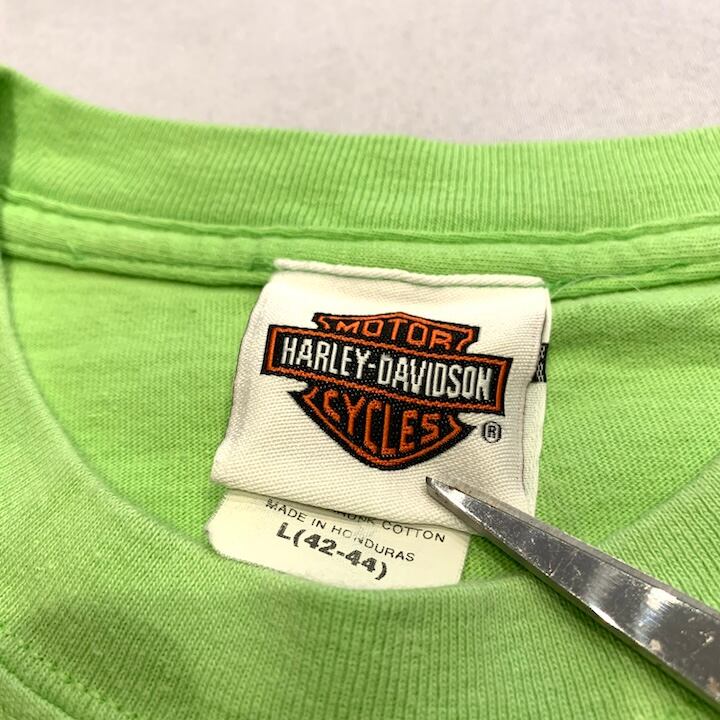 MOTOR
HARLEY-DAVIDSON
CYCLES
®
COTTON
MADE IN HONDURAS
L(42-44)